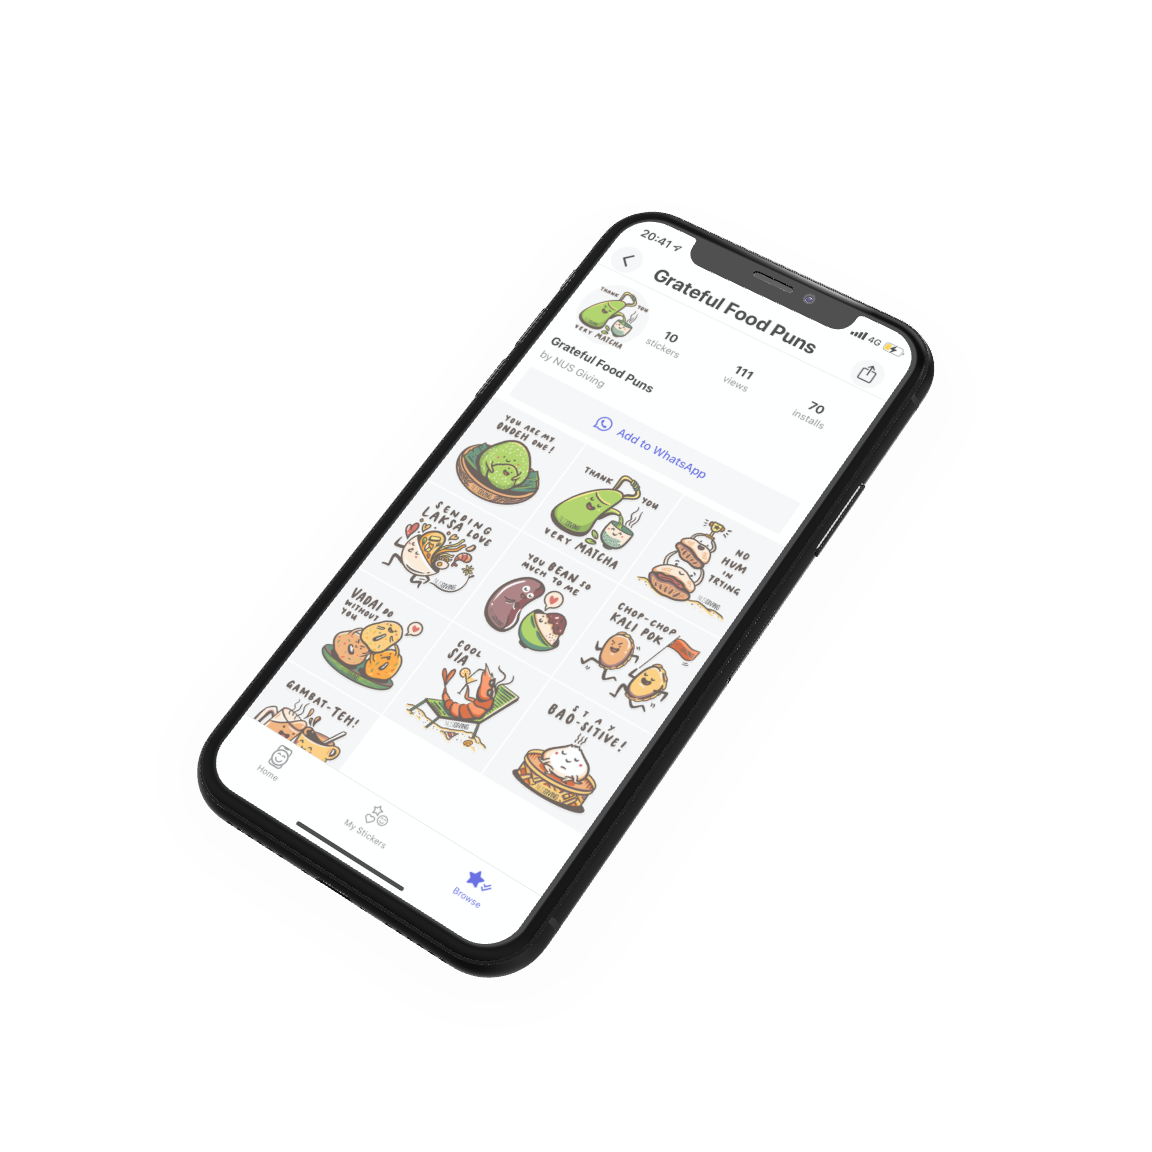 20:41
4G
Grateful Food Puns
THANK YOU
VERY MATCHA
10
stickers
111
views
70
installs
Grateful Food Puns
by NUS Giving
Add to WhatsApp
YOU ARE MY
ONDEH ONE!
THANK YOU
VERY MATCHA
NO
HUM
IN
TRYING
SENDING
LAKSA LOVE
YOU BEAN SO
MUCH TO ME
CHOP-CHOP
KALI POK
VADAI DO
WITHOUT
YOU
COOL
SIA
STAY
BAO-SITIVE!
GAMBAT-TEH!
Home
My Stickers
Browse